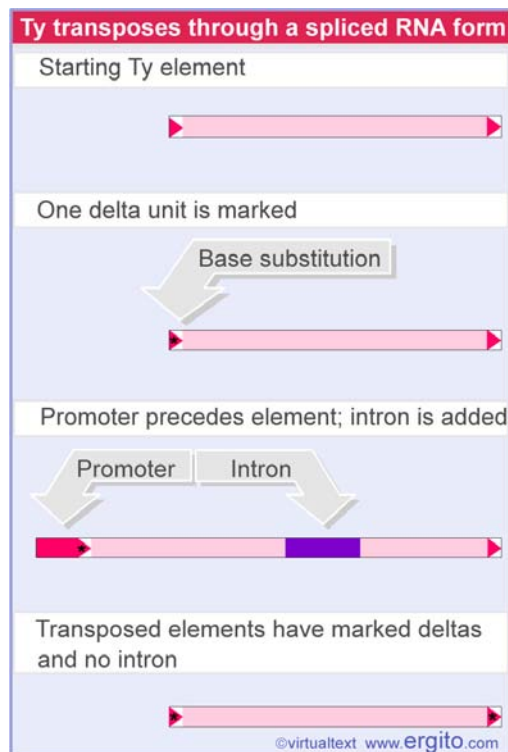 Ty transposes through a spliced RNA form
Starting Ty element
One delta unit is marked
Base substitution
Promoter precedes element; intron is added
Promoter
Intron
Transposed elements have marked deltas
and no intron
©virtualtext www.ergito.com